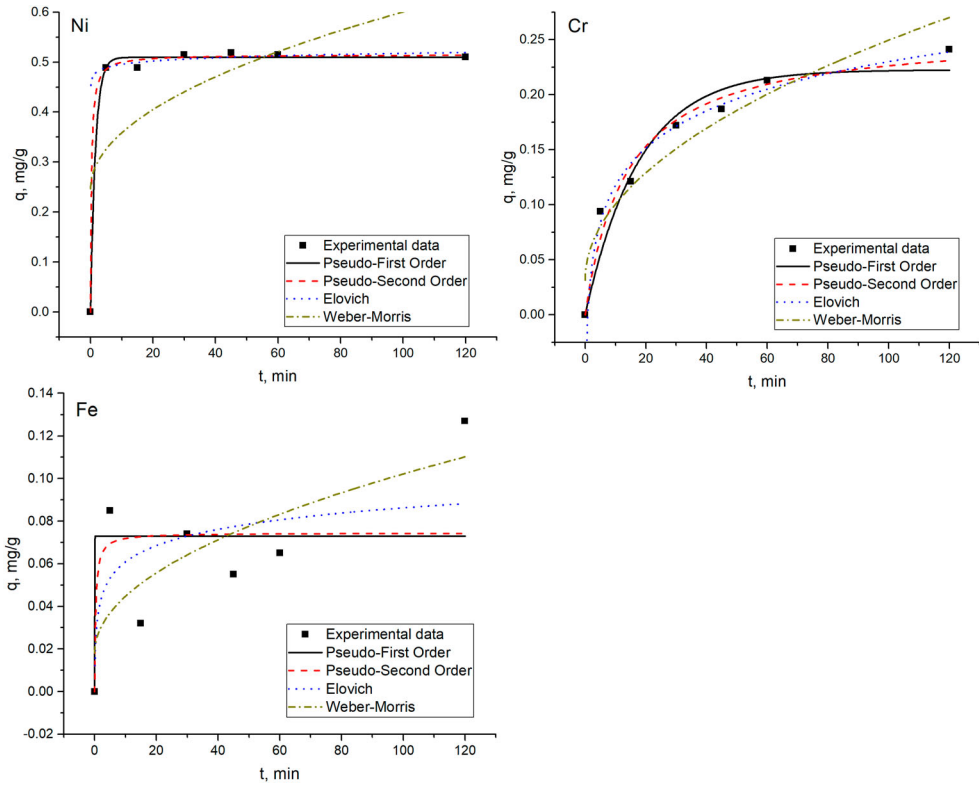 Ni
0.6
0.5
0.4
0.3
0.2
0.1
0.0
q, mg/g
0 20 40 60 80 100 120
t, min
Experimental data
Pseudo-First Order
Pseudo-Second Order
Elovich
Weber-Morris
Cr
0.25
0.20
0.15
0.10
0.05
0.00
q, mg/g
0 20 40 60 80 100 120
t, min
Experimental data
Pseudo-First Order
Pseudo-Second Order
Elovich
Weber-Morris
Fe
0.14
0.12
0.10
0.08
0.06
0.04
0.02
0.00
-0.02
q, mg/g
0 20 40 60 80 100 120
t, min
Experimental data
Pseudo-First Order
Pseudo-Second Order
Elovich
Weber-Morris